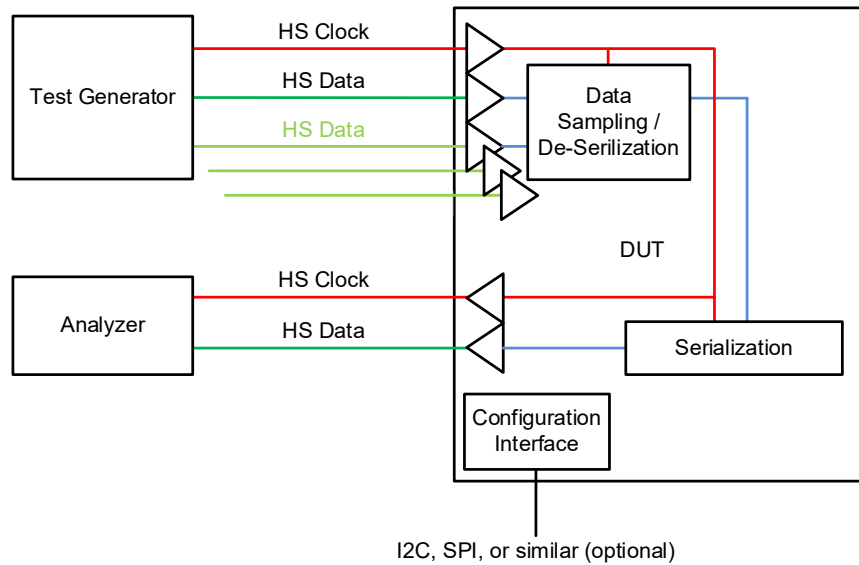 HS Clock
Test Generator
HS Data
HS Data
Data
Sampling /
De-Serilization
DUT
HS Clock
Analyzer
HS Data
Serialization
Configuration
Interface
I2C, SPI, or similar (optional)